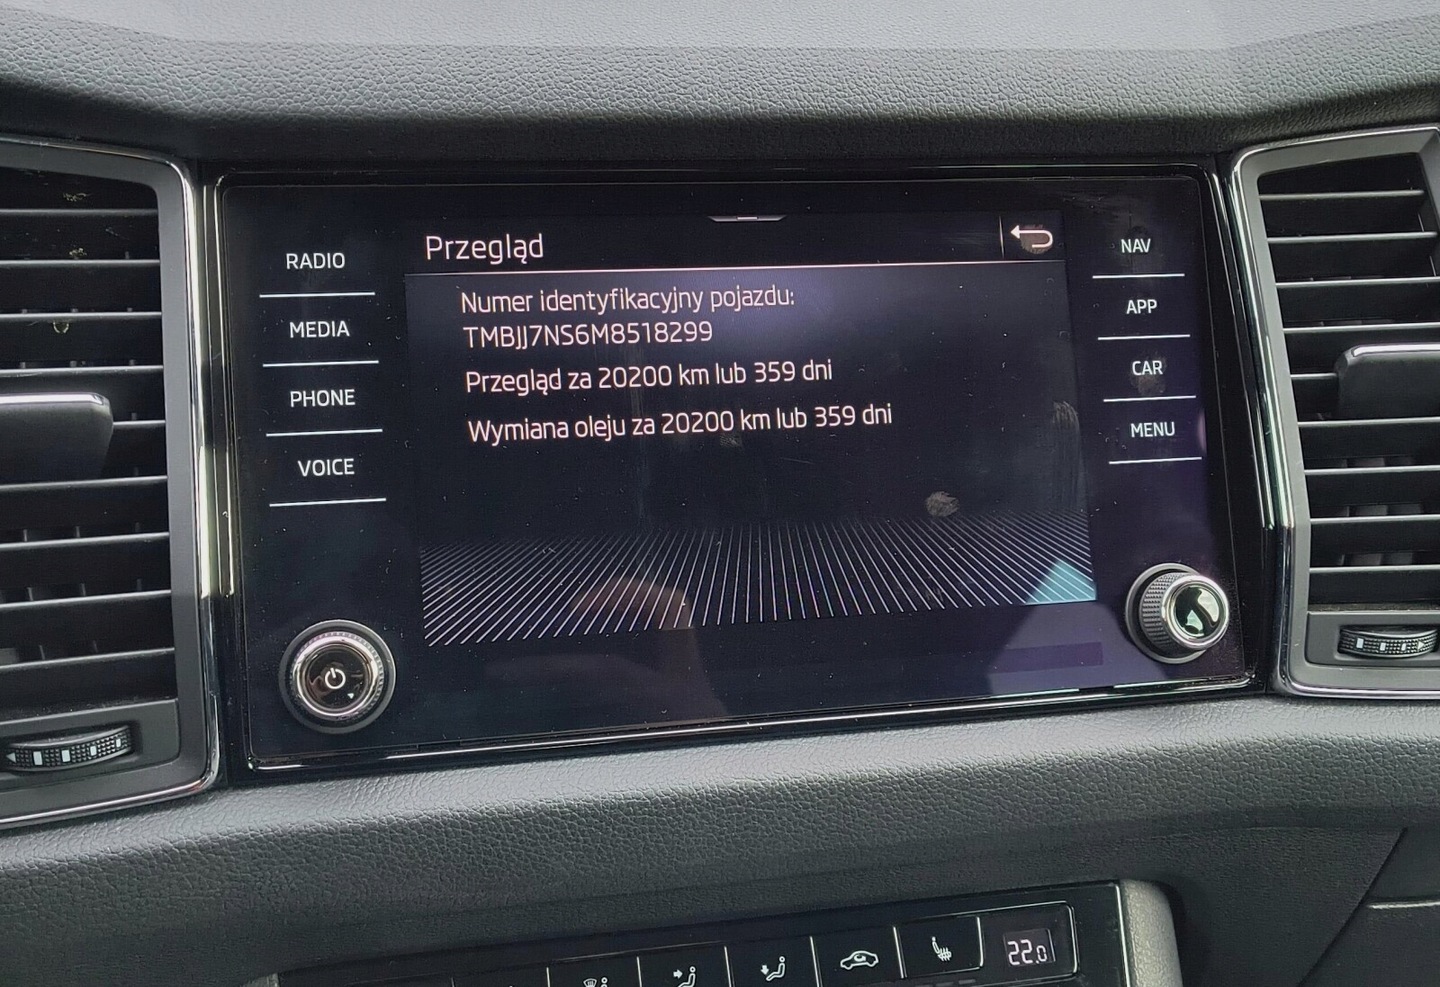 Przegląd
RADIO
MEDIA
PHONE
VOICE
Numer identyfikacyjny pojazdu:
TMBJJ7NS6M8518299
Przegląd za 20200 km lub 359 dni
Wymiana oleju za 20200 km lub 359 dni
NAV
APP
CAR
MENU
22.0